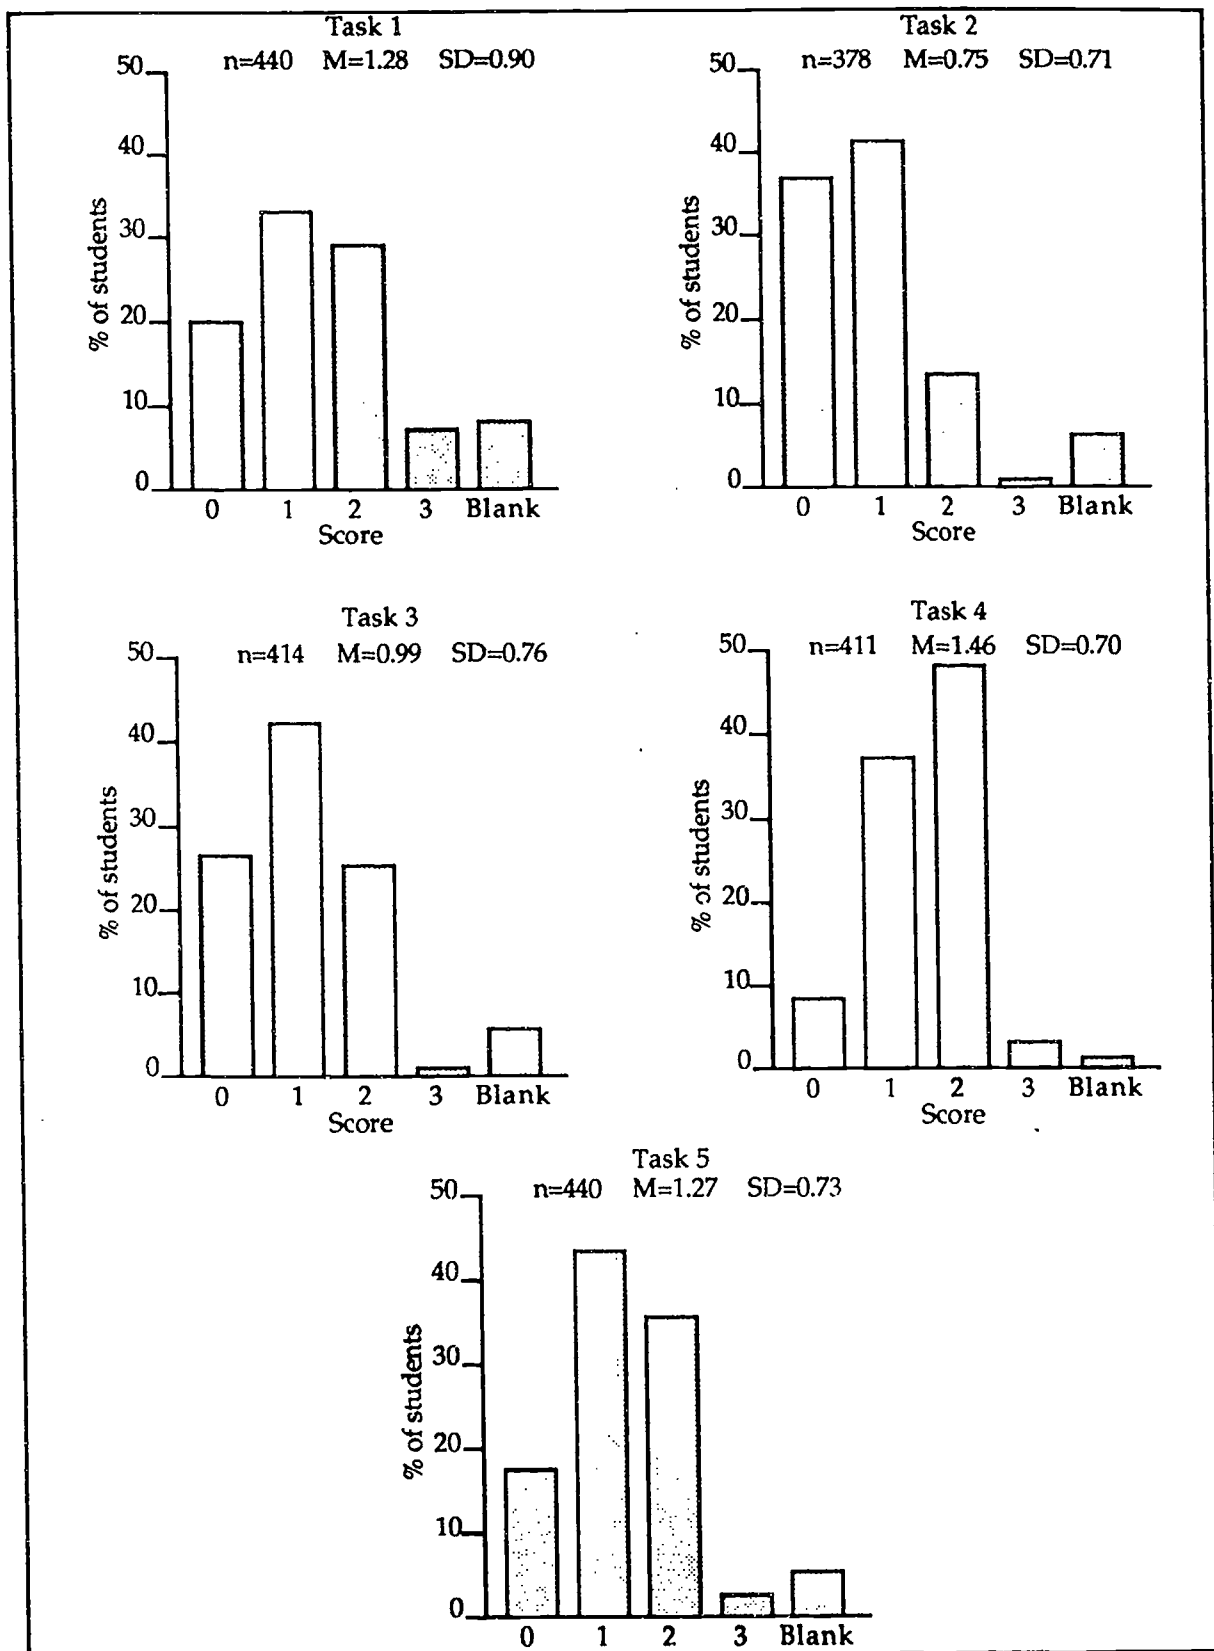 Task 1
n=440 M=1.28 SD=0.90
50
40
30
20
10
0
% of students
0 1 2 3 Blank
Score
Task 2
n=378 M=0.75 SD=0.71
50
40
30
20
10
0
% of students
0 1 2 3 Blank
Score
Task 3
n=414 M=0.99 SD=0.76
50
40
30
20
10
0
% of students
0 1 2 3 Blank
Score
Task 4
n=411 M=1.46 SD=0.70
50
40
30
20
10
0
% of students
0 1 2 3 Blank
Score
Task 5
n=440 M=1.27 SD=0.73
50
40
30
20
10
0
% of students
0 1 2 3 Blank